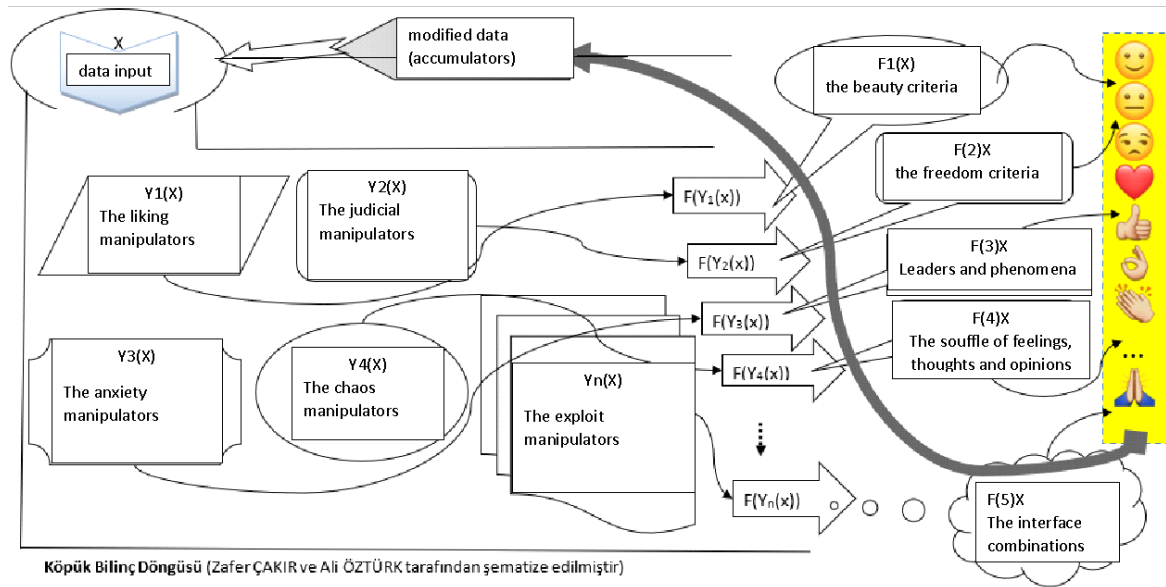 X
data input
modified data
(accumulators)
F1(X)
the beauty criteria
F(2)X
the freedom criteria
Y1(X)
The liking
manipulators
Y2(X)
The judicial
manipulators
F(Y₁(x))
F(Y₂(x))
F(3)X
Leaders and phenomena
F(Y₃(x))
F(4)X
The souffle of feelings,
thoughts and opinions
Y3(X)
The anxiety
manipulators
Y4(X)
The chaos
manipulators
Yn(X)
The exploit
manipulators
F(Y₄(x))
...
F(Yₙ(x))
F(5)X
The interface
combinations
Köpük Bilinç Döngüsü (Zafer ÇAKIR ve Ali ÖZTÜRK tarafından şematize edilmiştir)